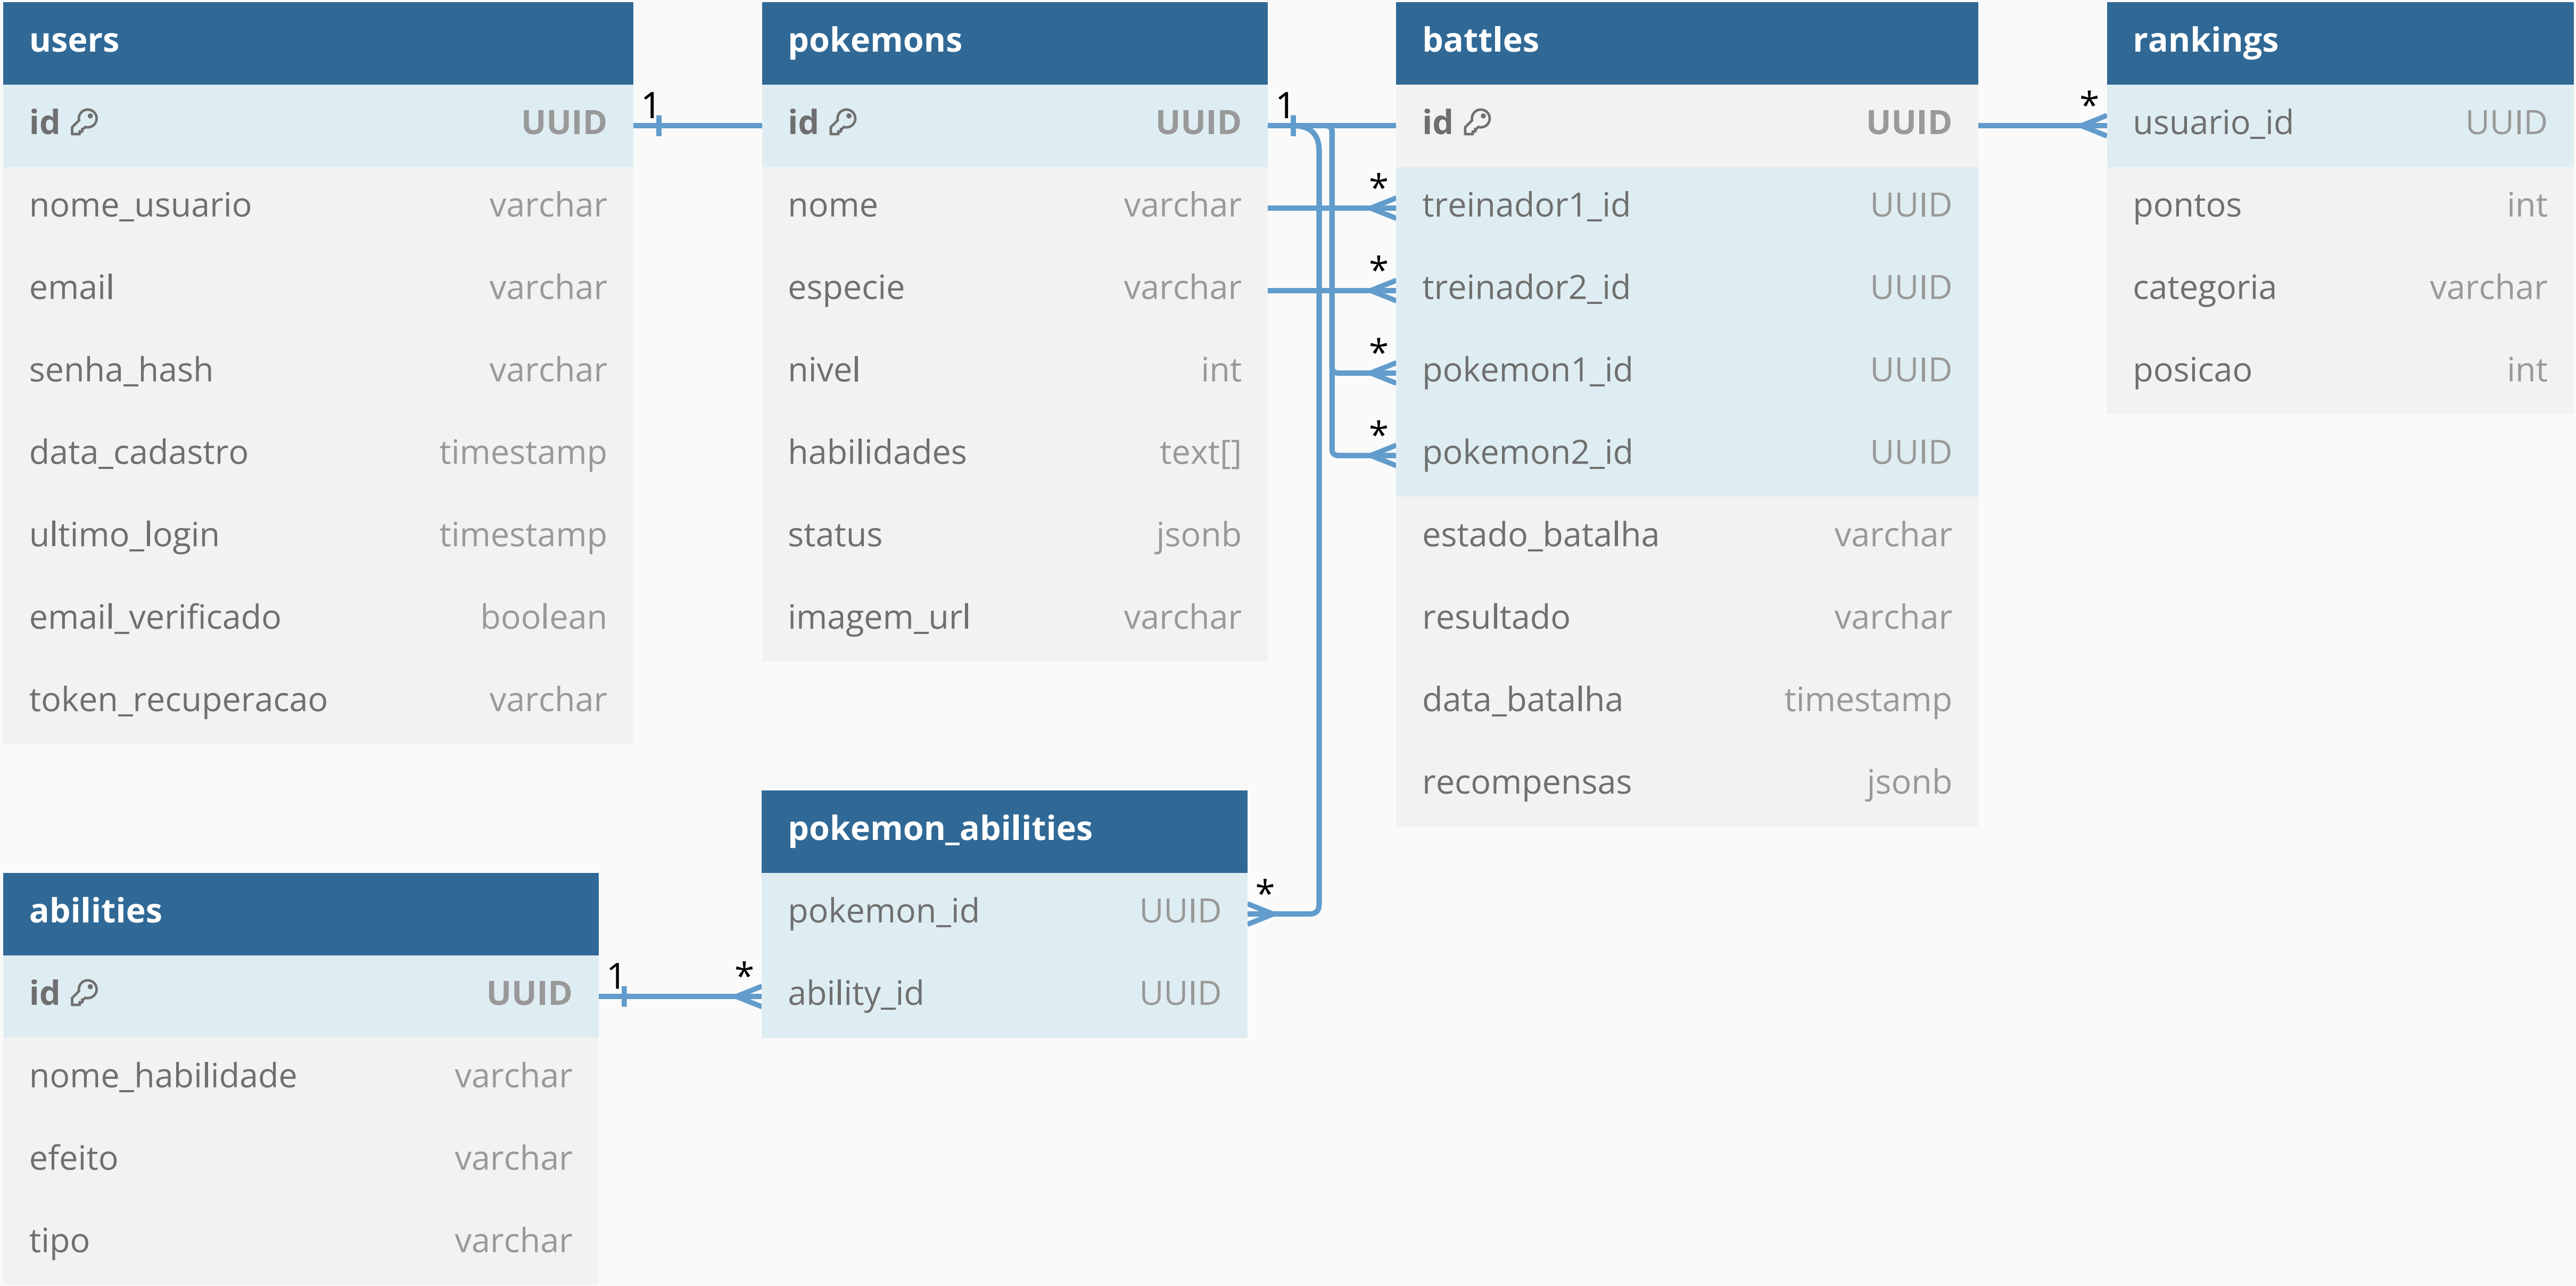 users
id UUID
nome_usuario varchar
email varchar
senha_hash varchar
data_cadastro timestamp
ultimo_login timestamp
email_verificado boolean
token_recuperacao varchar
1
pokemons
id UUID
nome varchar
especie varchar
nivel int
habilidades text[]
status jsonb
imagem_url varchar
1
battles
id UUID
* treinador1_id UUID
* treinador2_id UUID
* pokemon1_id UUID
* pokemon2_id UUID
estado_batalha varchar
resultado varchar
data_batalha timestamp
recompensas jsonb
rankings
* usuario_id UUID
pontos int
categoria varchar
posicao int
pokemon_abilities
pokemon_id UUID *
* ability_id UUID
abilities
id UUID 1
nome_habilidade varchar
efeito varchar
tipo varchar